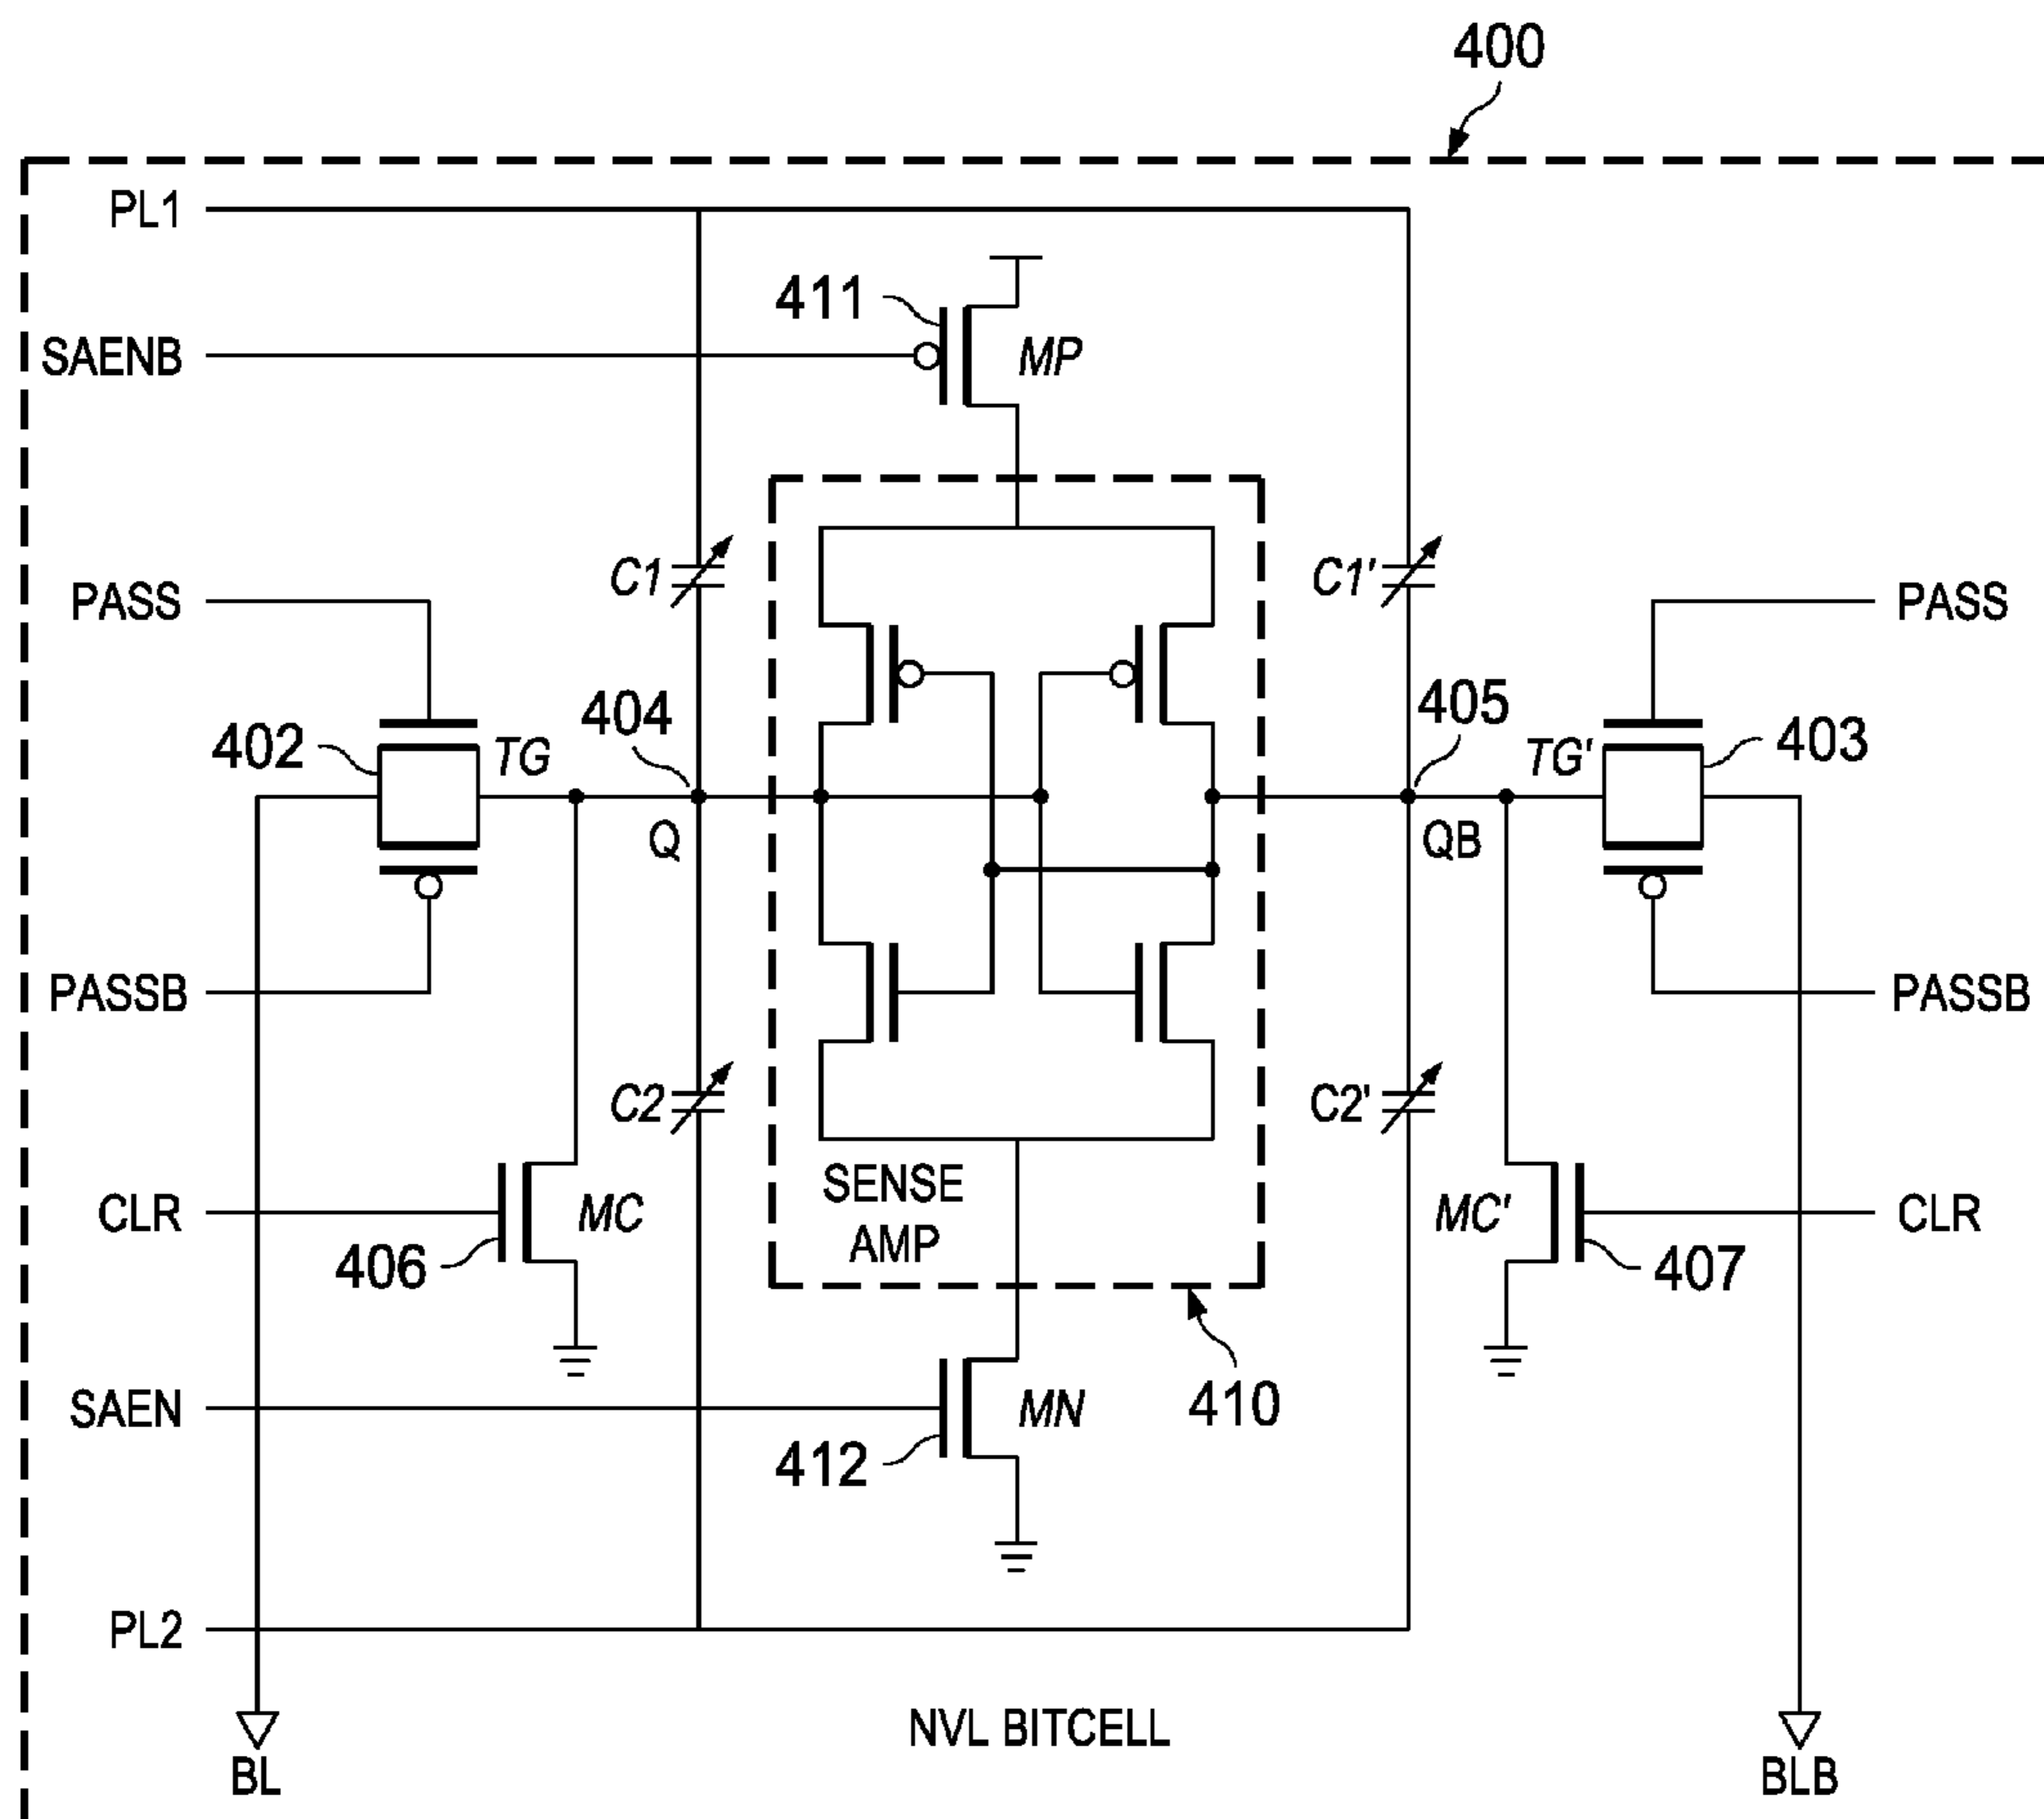 400
PL1
411
SAENB
MP
C1
C1'
PASS
PASS
404
405
402
TG
TG'
403
Q
QB
PASSB
PASSB
C2
C2'
SENSE
AMP
CLR
MC
MC'
CLR
406
407
SAEN
MN
410
412
PL2
NVL BITCELL
BL
BLB